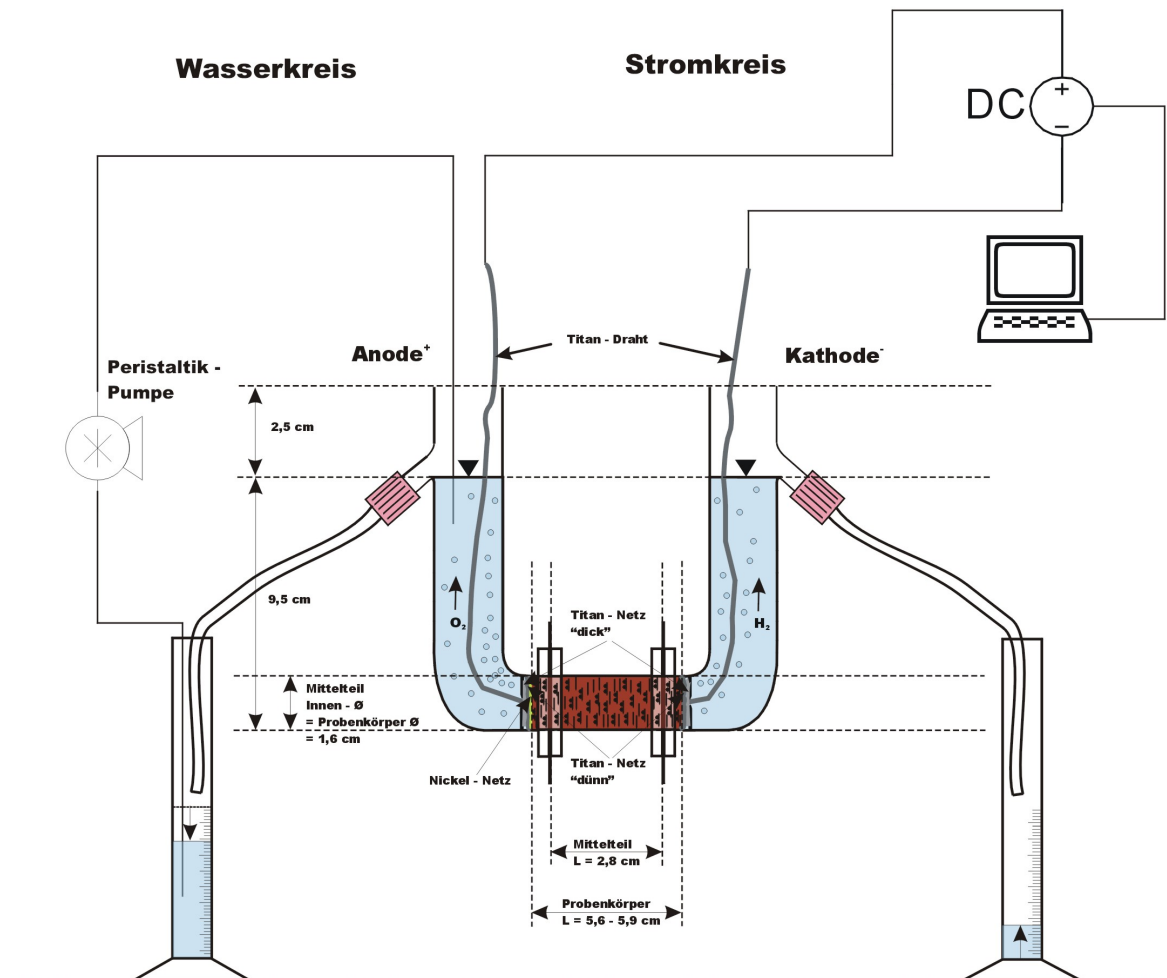 Wasserkreis
Stromkreis
DC
+
−
Titan - Draht
Anode+
Kathode-
Peristaltik -
Pumpe
2,5 cm
9,5 cm
O2
H2
Titan - Netz
“dick”
Mittelteil
Innen - Ø
= Probenkörper Ø
= 1,6 cm
Nickel - Netz
Titan - Netz
“dünn”
Mittelteil
L = 2,8 cm
Probenkörper
L = 5,6 - 5,9 cm